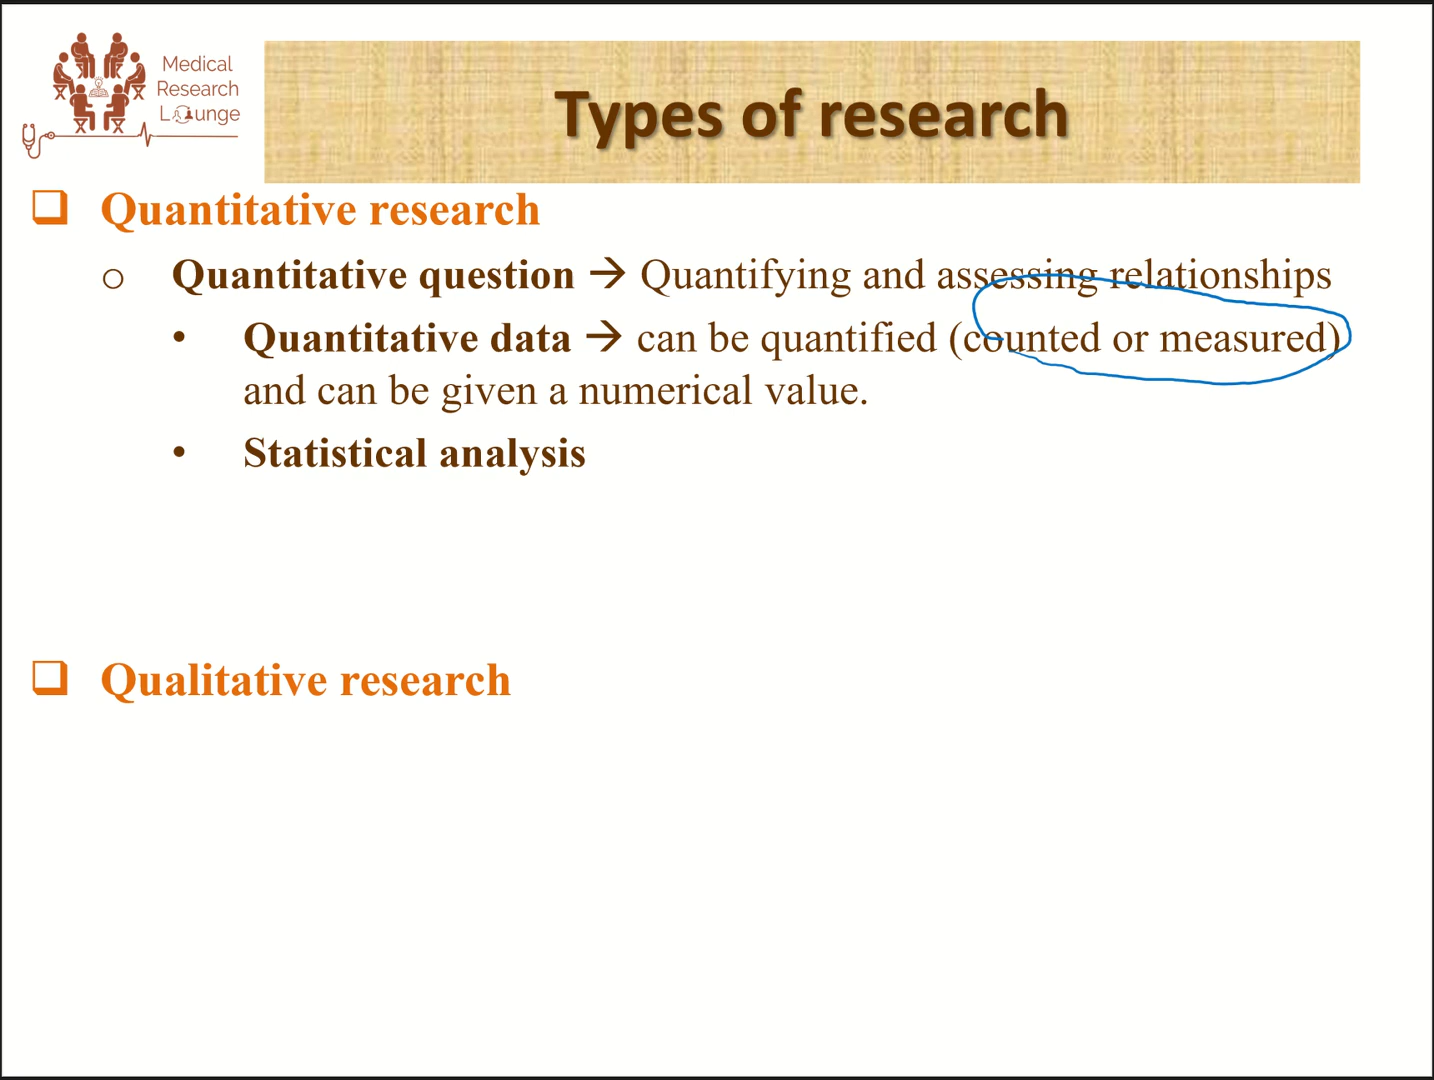 Medical
Research
Lounge
Types of research
Quantitative research
Quantitative question → Quantifying and assessing relationships
Quantitative data → can be quantified (counted or measured)
and can be given a numerical value.
Statistical analysis
Qualitative research